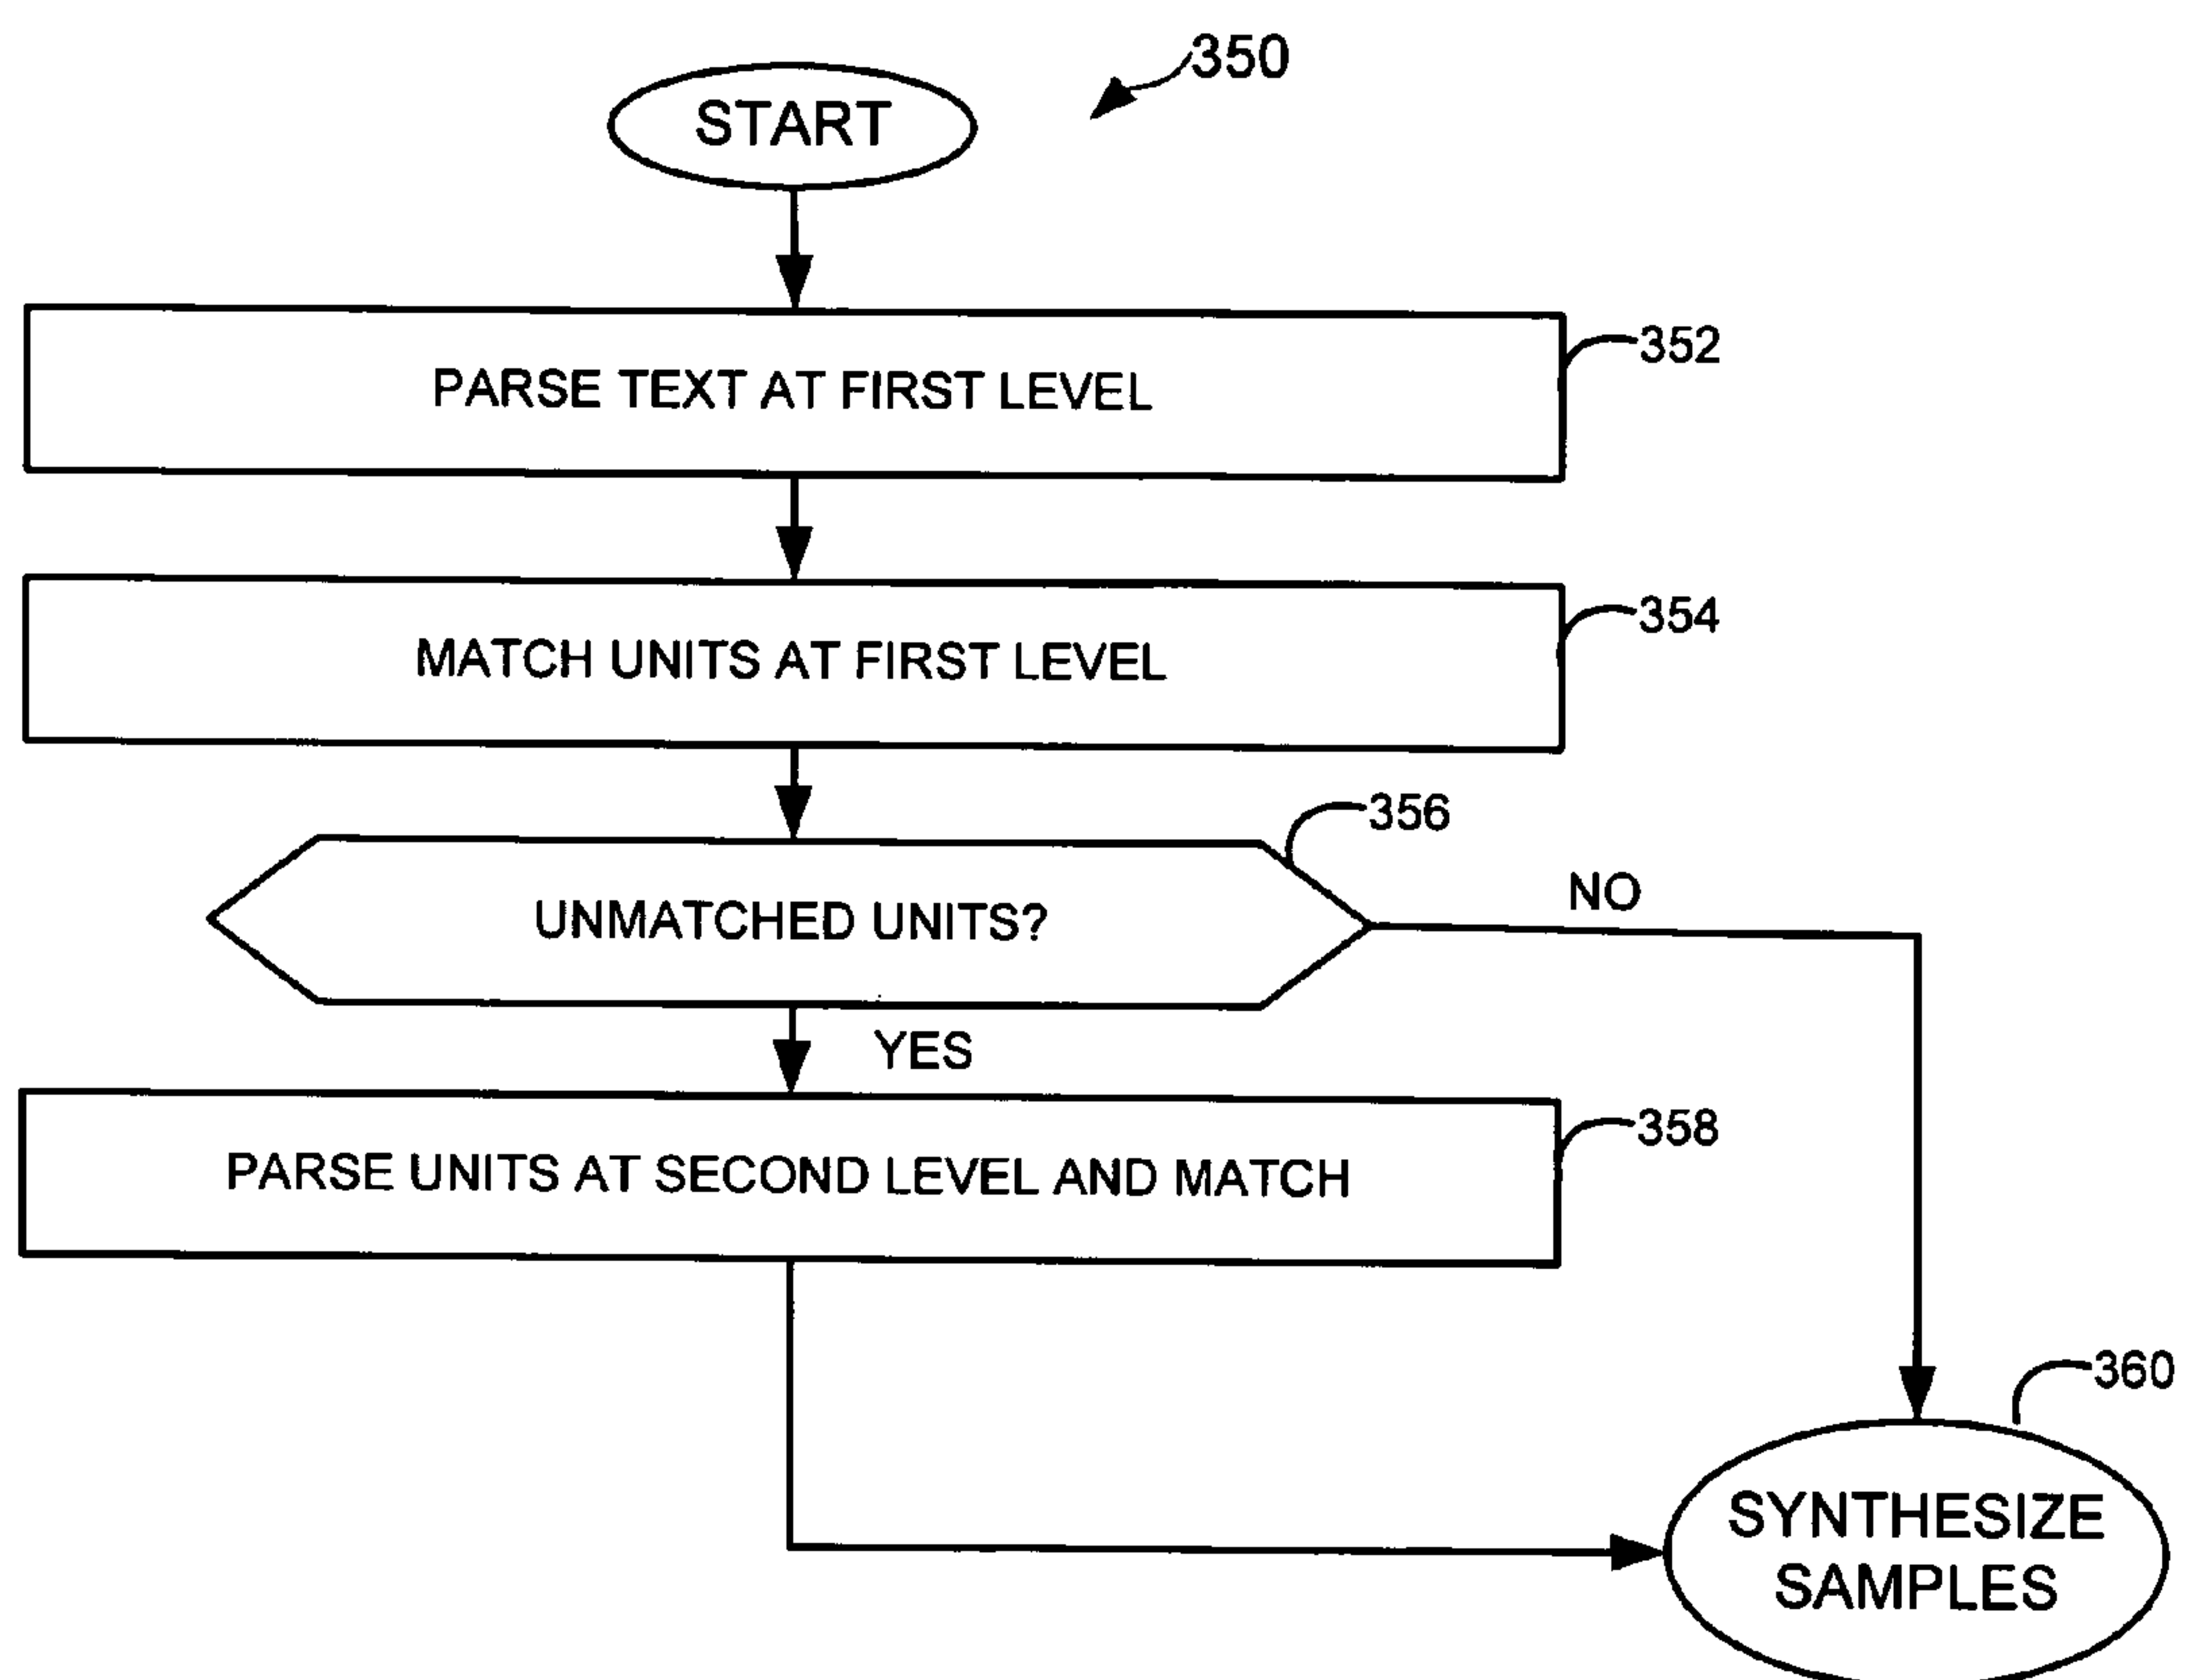 350
START
352
PARSE TEXT AT FIRST LEVEL
354
MATCH UNITS AT FIRST LEVEL
356
NO
UNMATCHED UNITS?
YES
358
PARSE UNITS AT SECOND LEVEL AND MATCH
360
SYNTHESIZE
SAMPLES